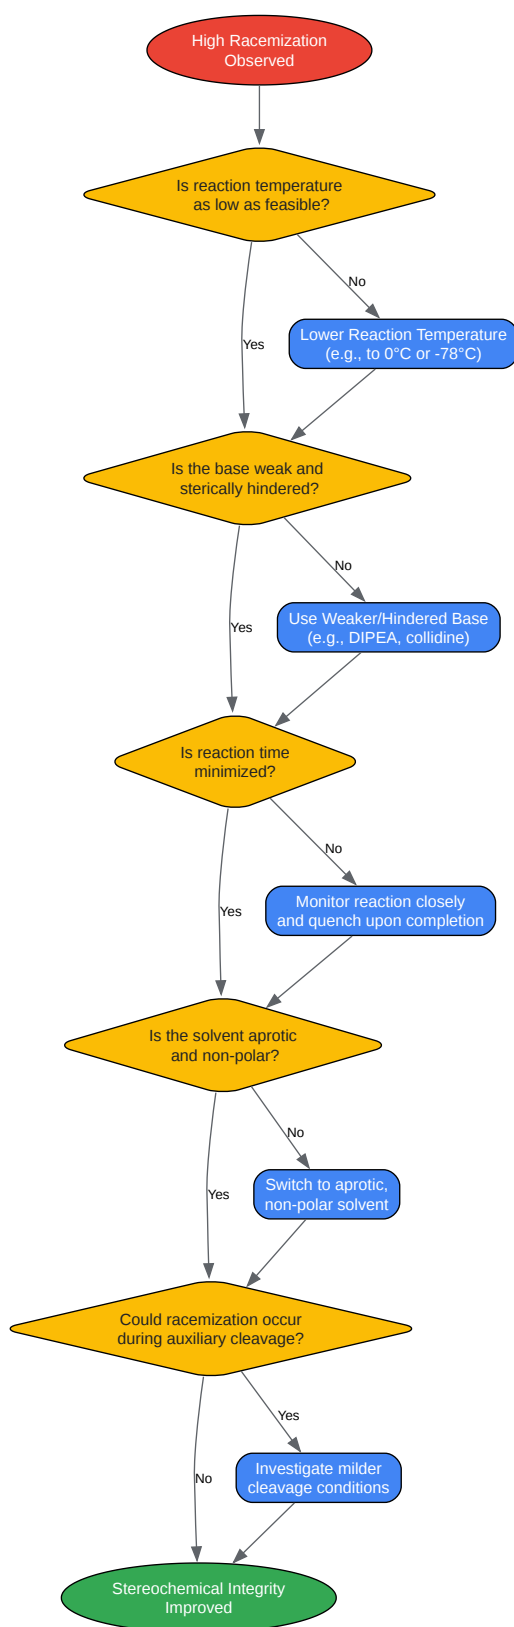 High Racemization
Observed
Is reaction temperature
as low as feasible?
No
Lower Reaction Temperature
(e.g., to 0°C or -78°C)
Yes
Is the base weak and
sterically hindered?
No
Use Weaker/Hindered Base
(e.g., DIPEA, collidine)
Yes
Is reaction time
minimized?
No
Monitor reaction closely
and quench upon completion
Yes
Is the solvent aprotic
and non-polar?
No
Switch to aprotic,
non-polar solvent
Yes
Could racemization occur
during auxiliary cleavage?
Yes
Investigate milder
cleavage conditions
No
Stereochemical Integrity
Improved